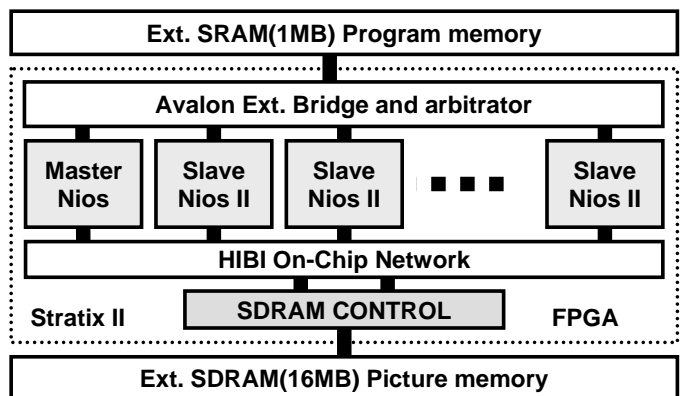 Ext. SRAM(1MB) Program memory
Avalon Ext. Bridge and arbitrator
Master Nios
Slave Nios II
Slave Nios II
Slave Nios II
HIBI On-Chip Network
Stratix II
SDRAM CONTROL
FPGA
Ext. SDRAM(16MB) Picture memory